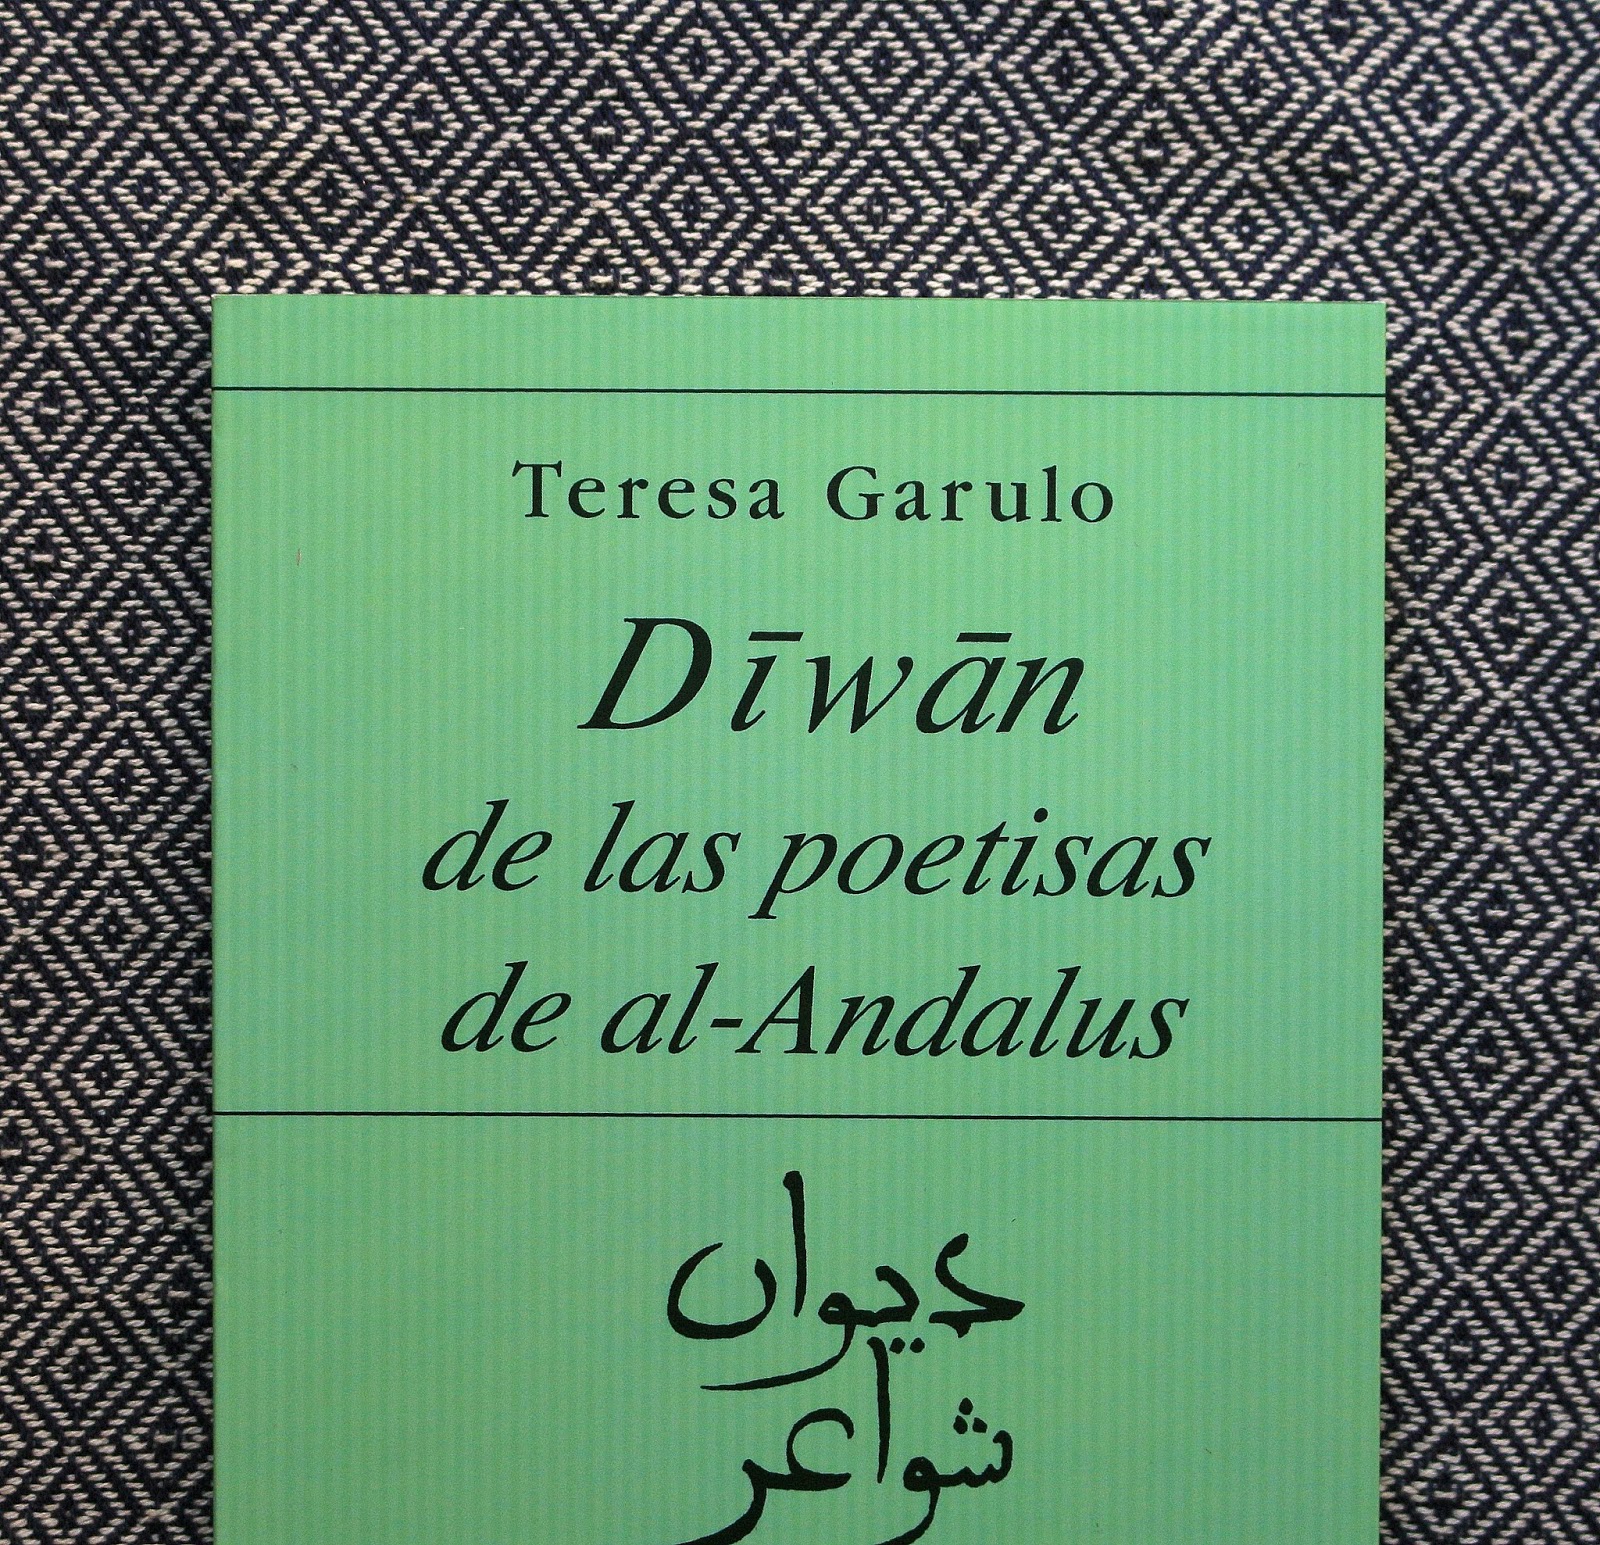 Teresa Garulo
Dīwān
de las poetisas
de al-Andalus
ديوان
شواعر